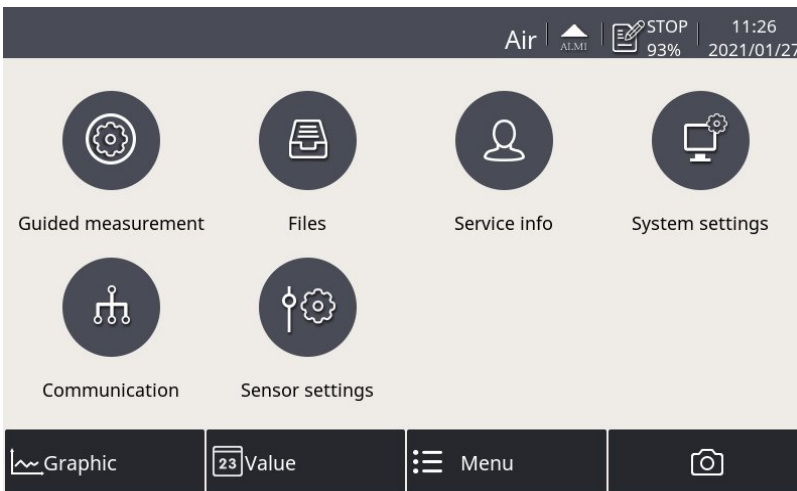 Air
ALMI
STOP
93%
11:26
2021/01/27
Guided measurement
Files
Service info
System settings
Communication
Sensor settings
Graphic
23
Value
Menu